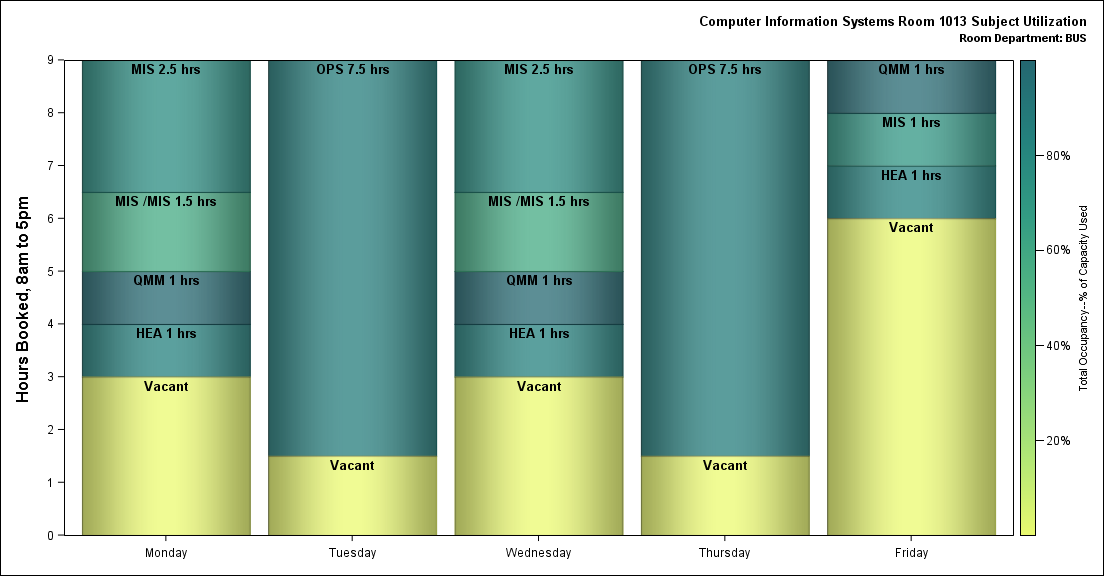 Computer Information Systems Room 1013 Subject Utilization
Room Department: BUS
Hours Booked, 8am to 5pm
9
8
7
6
5
4
3
2
1
0
MIS 2.5 hrs
MIS /MIS 1.5 hrs
QMM 1 hrs
HEA 1 hrs
Vacant
OPS 7.5 hrs
Vacant
MIS 2.5 hrs
MIS /MIS 1.5 hrs
QMM 1 hrs
HEA 1 hrs
Vacant
OPS 7.5 hrs
Vacant
QMM 1 hrs
MIS 1 hrs
HEA 1 hrs
Vacant
Monday
Tuesday
Wednesday
Thursday
Friday
80%
60%
40%
20%
Total Occupancy--% of Capacity Used